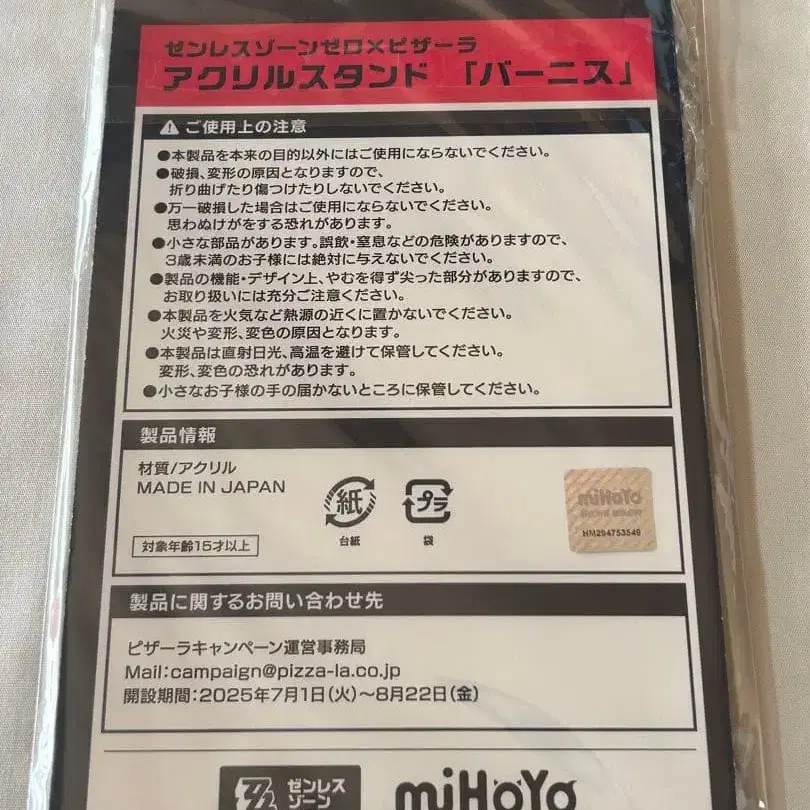 ゼンレスゾーンゼロ×ピザーラ
アクリルスタンド 「バーニス」
ご使用上の注意
●本製品を本来の目的以外にはご使用にならないでください。
●破損、変形の原因となりますので、
折り曲げたり傷つけたりしないでください。
●万一破損した場合はご使用にならないでください。
思わぬけがをする恐れがあります。
●小さな部品があります。誤飲・窒息などの危険がありますので、
3歳未満のお子様には絶対に与えないでください。
●製品の機能・デザイン上、やむを得ず尖った部分がありますので、
お取り扱いには充分ご注意ください。
●本製品を火気など熱源の近くに置かないでください。
火災や変形、変色の原因となります。
●本製品は直射日光、高温を避けて保管してください。
変形、変色の恐れがあります。
●小さなお子様の手の届かないところに保管してください。
製品情報
材質/アクリル
MADE IN JAPAN
紙
台紙
プラ
袋
miHoYo
HM294753549
対象年齢15才以上
製品に関するお問い合わせ先
ピザーラキャンペーン運営事務局
Mail:campaign@pizza-la.co.jp
開設期間:2025年7月1日(火)〜8月22日(金)
ゼンレス
ゾーン
miHoYo